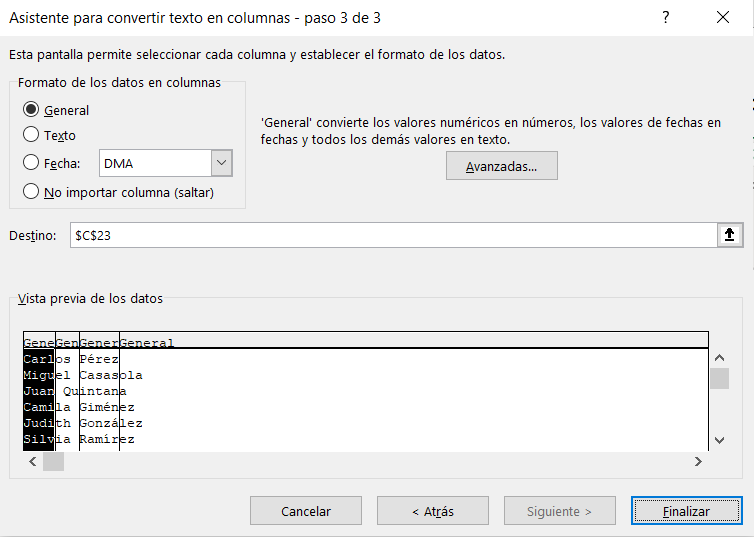 Asistente para convertir texto en columnas - paso 3 de 3
? ×
Esta pantalla permite seleccionar cada columna y establecer el formato de los datos.
Formato de los datos en columnas
General
Texto
Fecha: DMA
No importar columna (saltar)
'General' convierte los valores numéricos en números, los valores de fechas en
fechas y todos los demás valores en texto.
Avanzadas...
Destino: $C$23
Vista previa de los datos
GeneGenGenerGeneral
Carlos Pérez
Miguel Casasola
Juan Quintana
Camila Giménez
Judith González
Silvia Ramírez
Cancelar < Atrás Siguiente > Finalizar